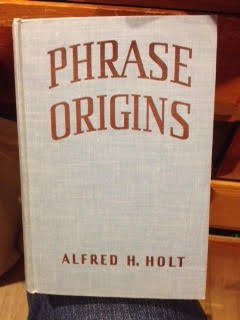 PHRASE
ORIGINS
ALFRED H. HOLT